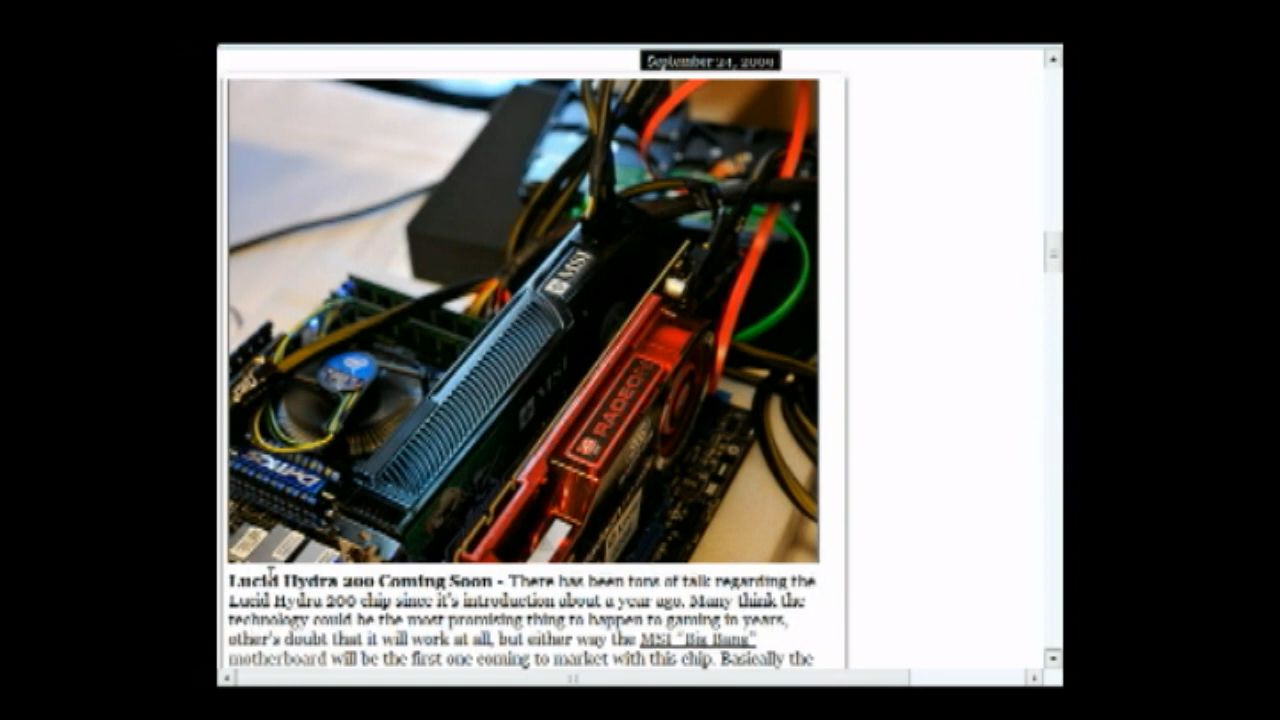 September 24, 2009
MSI
MSI
RADEON
Lucid Hydra 200 Coming Soon - There has been tons of talk regarding the
Lucid Hydra 200 chip since it's introduction about a year ago. Many think the
technology could be the most promising thing to happen to gaming in years,
other's doubt that it will work at all, but either way the MSI "Big Bang"
motherboard will be the first one coming to market with this chip. Basically the